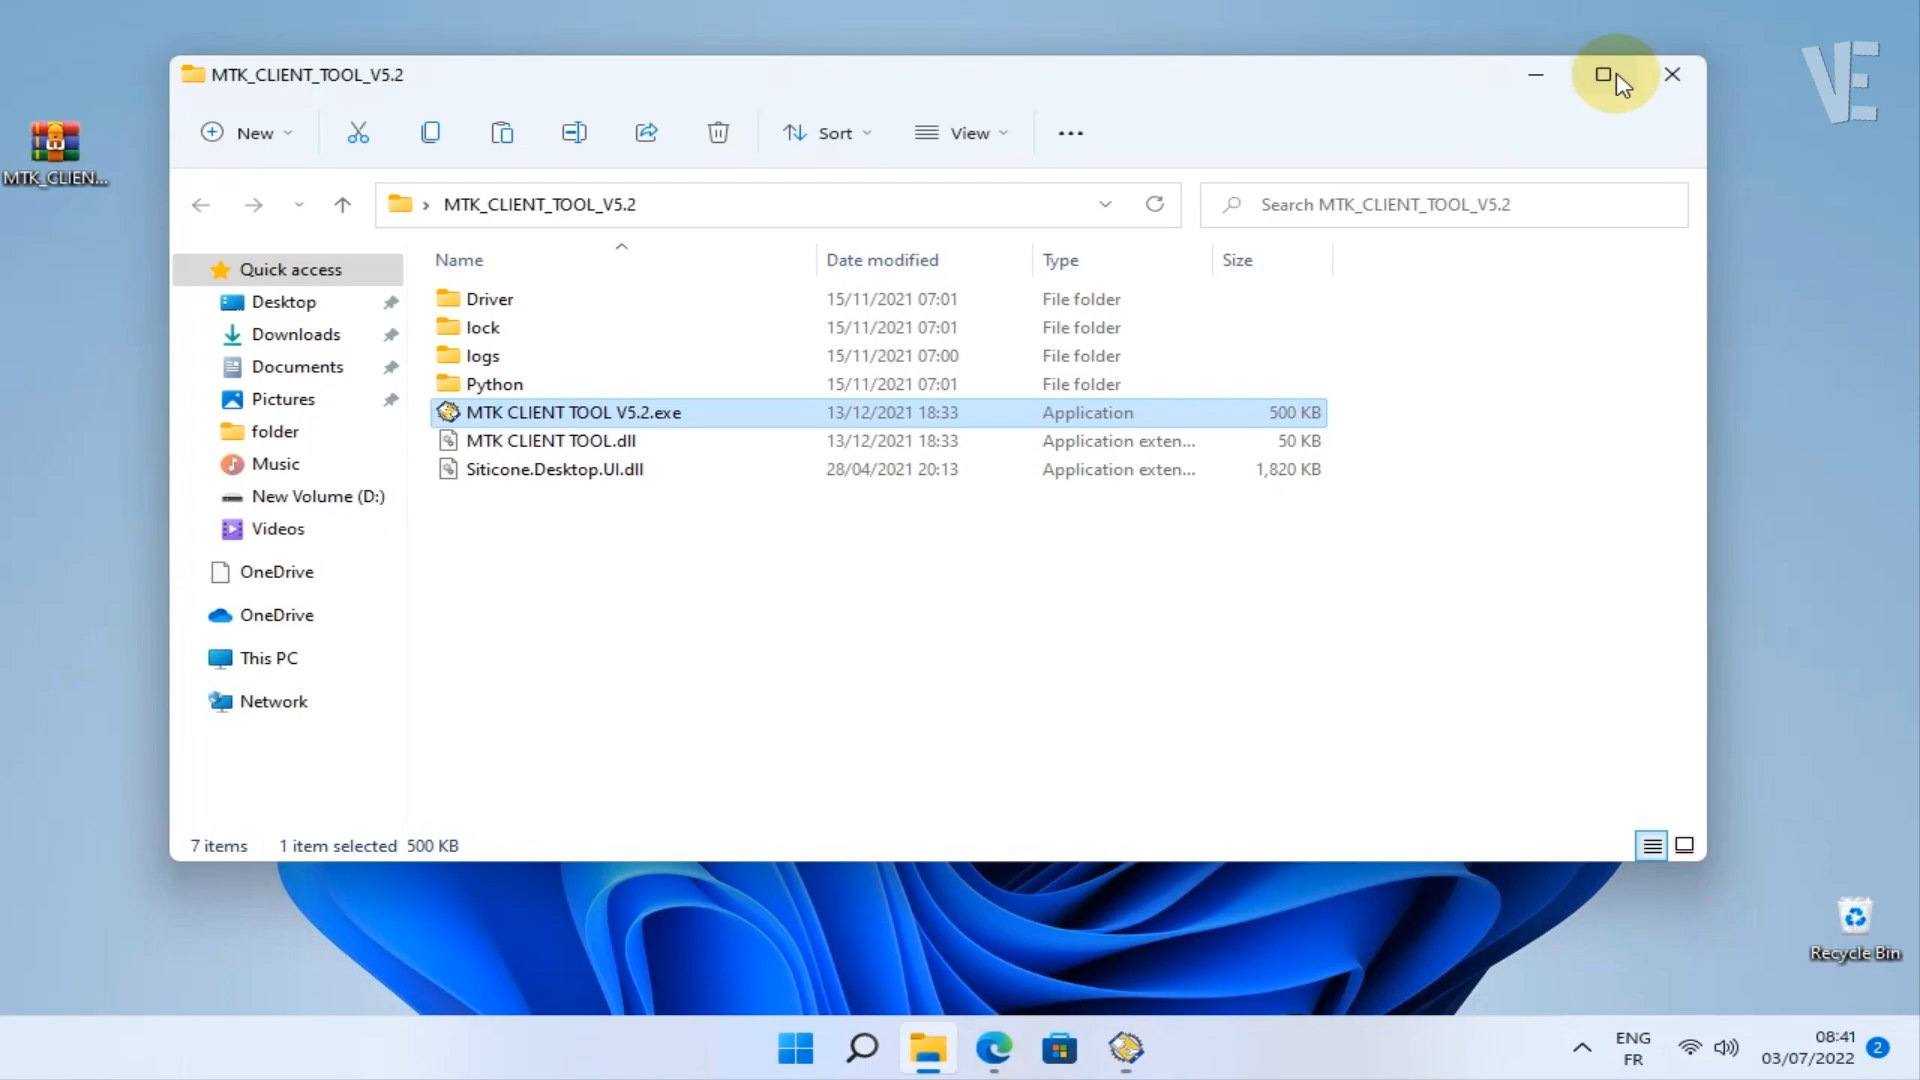 MTK_CLIENT_TOOL_V5.2
VE
MTK_CLIEN...
New
Sort
View
MTK_CLIENT_TOOL_V5.2
Search MTK_CLIENT_TOOL_V5.2
Name Date modified Type Size
Quick access
Desktop
Downloads
Documents
Pictures
folder
Music
New Volume (D:)
Videos
OneDrive
OneDrive
This PC
Network
Driver 15/11/2021 07:01 File folder
lock 15/11/2021 07:01 File folder
logs 15/11/2021 07:00 File folder
Python 15/11/2021 07:01 File folder
MTK CLIENT TOOL V5.2.exe 13/12/2021 18:33 Application 500 KB
MTK CLIENT TOOL.dll 13/12/2021 18:33 Application exten... 50 KB
Siticone.Desktop.UI.dll 28/04/2021 20:13 Application exten... 1,820 KB
7 items 1 item selected 500 KB
Recycle Bin
ENG
FR
08:41
03/07/2022
2